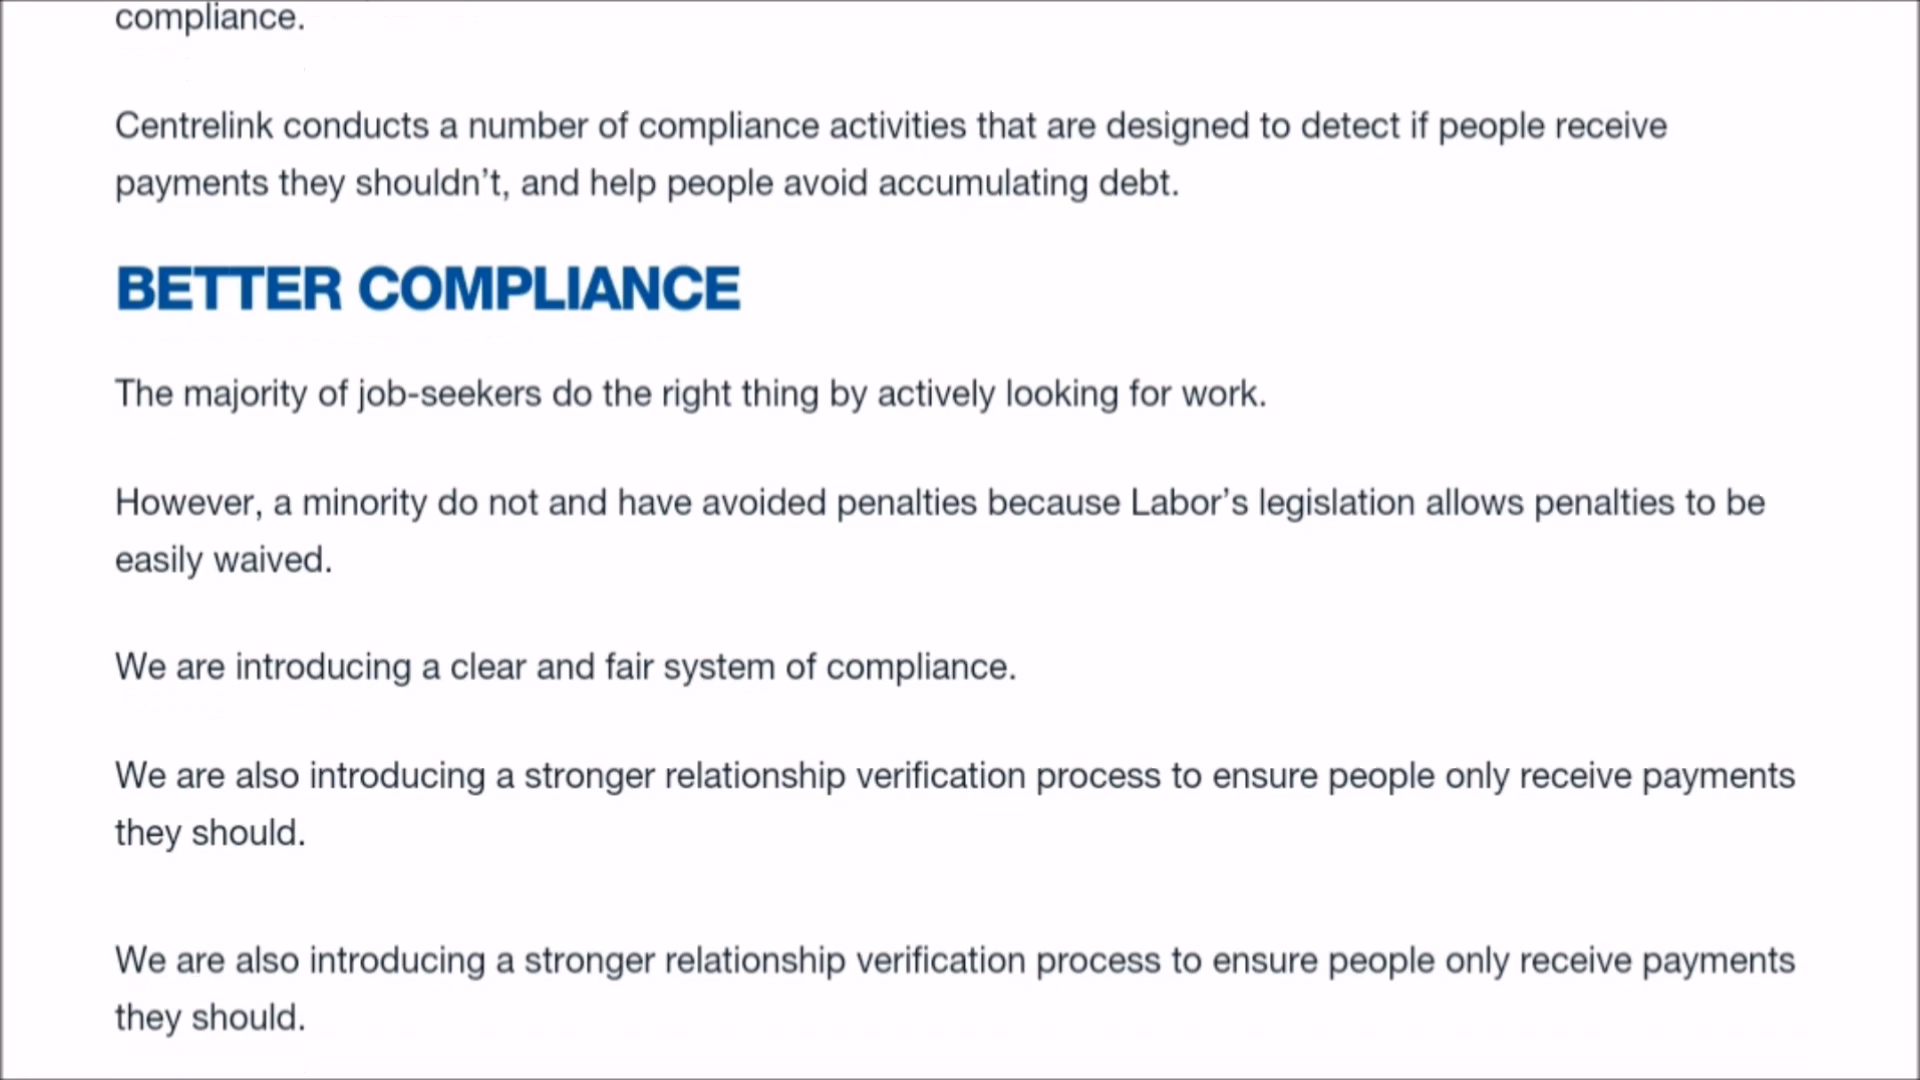 compliance.
Centrelink conducts a number of compliance activities that are designed to detect if people receive
payments they shouldn’t, and help people avoid accumulating debt.
BETTER COMPLIANCE
The majority of job-seekers do the right thing by actively looking for work.
However, a minority do not and have avoided penalties because Labor’s legislation allows penalties to be
easily waived.
We are introducing a clear and fair system of compliance.
We are also introducing a stronger relationship verification process to ensure people only receive payments
they should.
We are also introducing a stronger relationship verification process to ensure people only receive payments
they should.